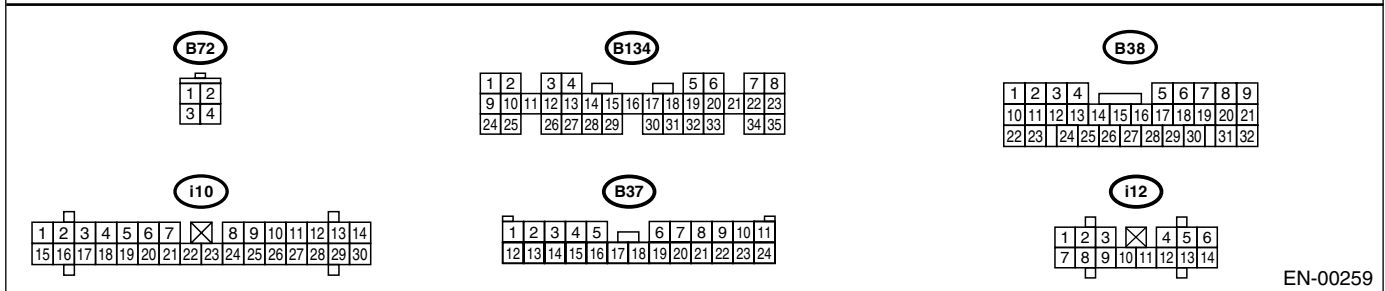 B72
B134
B38
1 2
3 4
1 2 3 4 5 6 7 8
9 10 11 12 13 14 15 16 17 18 19 20 21 22 23
24 25 26 27 28 29 30 31 32 33 34 35
1 2 3 4 5 6 7 8 9
10 11 12 13 14 15 16 17 18 19 20 21
22 23 24 25 26 27 28 29 30 31 32
i10
B37
i12
1 2 3 4 5 6 7 8 9 10 11 12 13 14
15 16 17 18 19 20 21 22 23 24 25 26 27 28 29 30
1 2 3 4 5 6 7 8 9 10 11
12 13 14 15 16 17 18 19 20 21 22 23 24
1 2 3 4 5 6
7 8 9 10 11 12 13 14
EN-00259